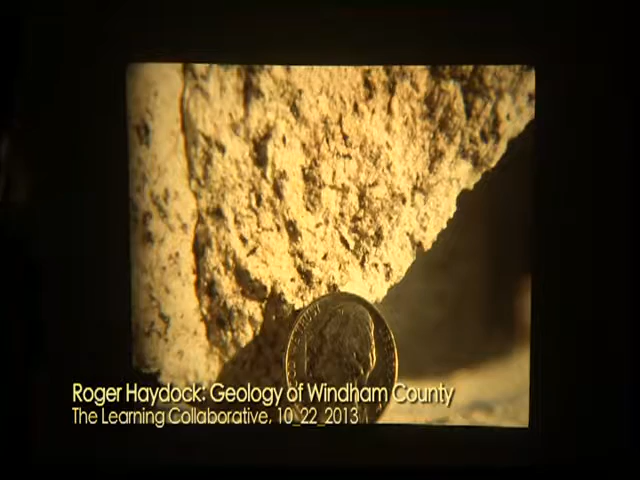 Roger Haydock: Geology of Windham County
The Learning Collaborative, 10_22_2013